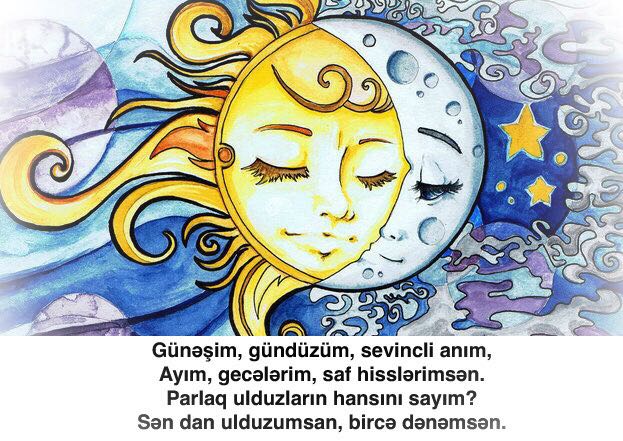 Günəşim, gündüzüm, sevincli anım,
Ayım, gecələrim, saf hisslərimsən.
Parlaq ulduzların hansını sayım?
Sən dan ulduzumsan, bircə dənəmsən.